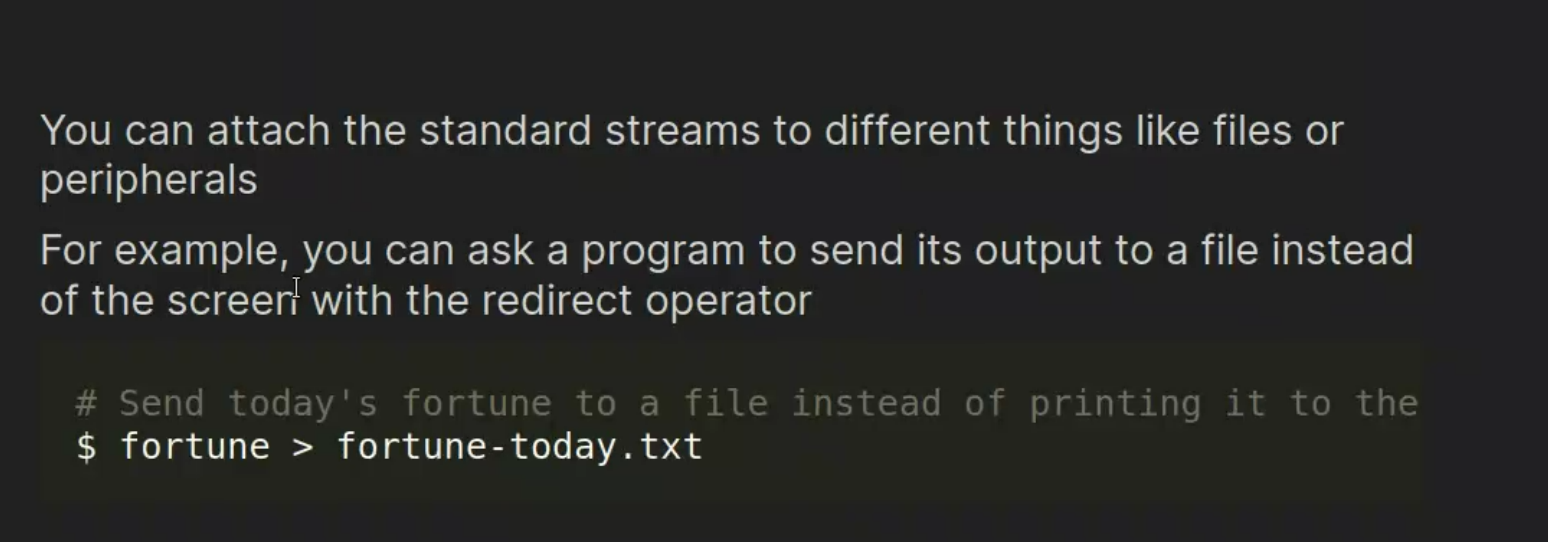 You can attach the standard streams to different things like files or
peripherals
For example, you can ask a program to send its output to a file instead
of the screen with the redirect operator
# Send today's fortune to a file instead of printing it to the
$ fortune > fortune-today.txt